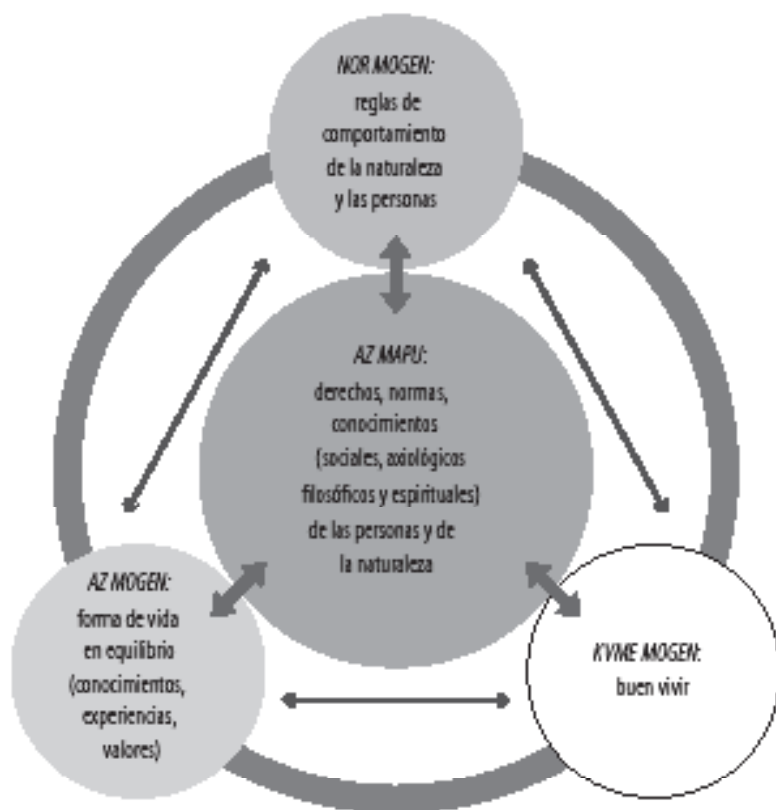 NOR MOGEN:
reglas de
comportamiento
de la naturaleza
y las personas
AZ MAPU:
derechos, normas,
conocimientos
(sociales, axiológicos
filosóficos y espirituales)
de las personas y de
la naturaleza
AZ MOGEN:
forma de vida
en equilibrio
(conocimientos,
experiencias,
valores)
KVME MOGEN:
buen vivir